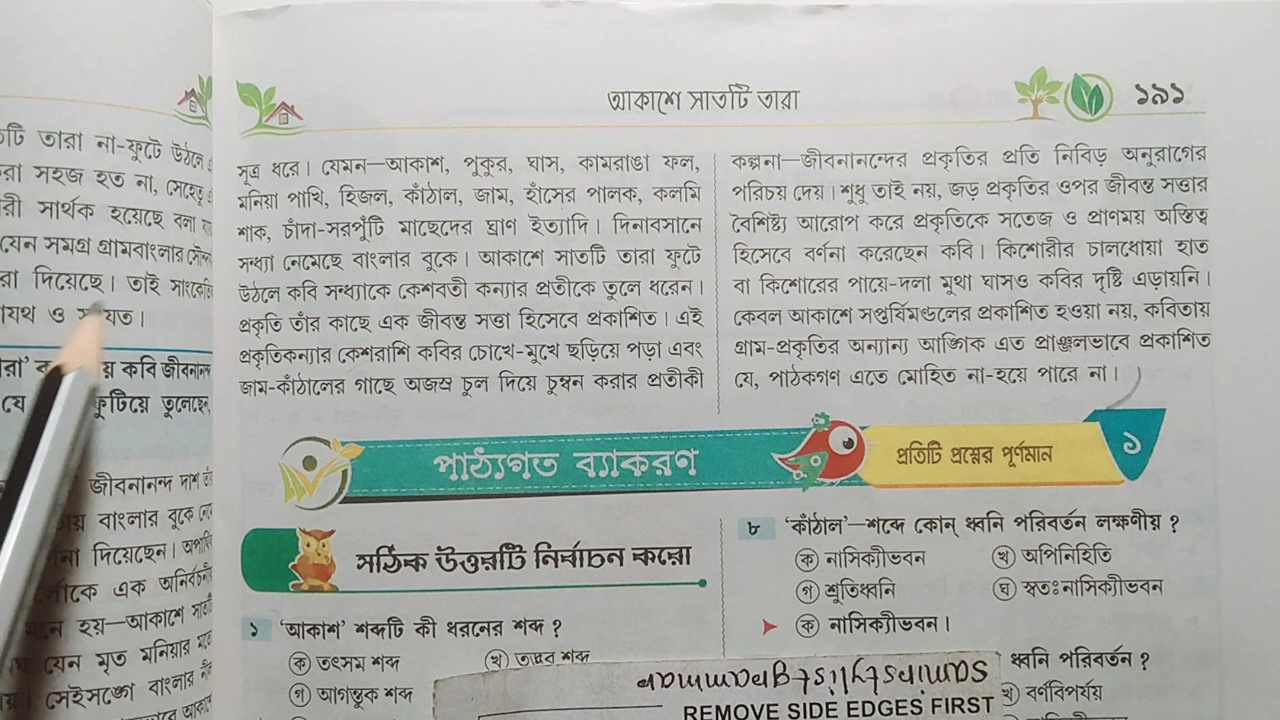 আকাশে সাতটি তারা
১৯১
তারা না-ফুটে উঠলে
সহজ হত না, সেহেতু
সার্থক হয়েছে বলা
যেন সমগ্র গ্রামবাংলার
দিয়েছে। তাই
ও
কবি জীবনানন্দ
যে ফুটিয়ে তুলেছেন,
জীবনানন্দ দাশ
বাংলার বুকে
দিয়েছেন।
এক
হয়—আকাশে
যেন মৃত মনিয়ার মতো
সেইসঙ্গে বাংলার
সূত্র ধরে। যেমন—আকাশ, পুকুর, ঘাস, কামরাঙা ফল,
মনিয়া পাখি, হিজল, কাঁঠাল, জাম, হাঁসের পালক, কলমি
শাক, চাঁদা-সরপুঁটি মাছেদের ঘ্রাণ ইত্যাদি। দিনাবসানে
সন্ধ্যা নেমেছে বাংলার বুকে। আকাশে সাতটি তারা ফুটে
উঠলে কবি সন্ধ্যাকে কেশবতী কন্যার প্রতীকে তুলে ধরেন।
প্রকৃতি তাঁর কাছে এক জীবন্ত সত্তা হিসেবে প্রকাশিত। এই
প্রকৃতিকন্যার কেশরাশি কবির চোখে-মুখে ছড়িয়ে পড়া এবং
জাম-কাঁঠালের গাছে অজস্র চুল দিয়ে চুম্বন করার প্রতীকী
কল্পনা—জীবনানন্দের প্রকৃতির প্রতি নিবিড় অনুরাগের
পরিচয় দেয়। শুধু তাই নয়, জড় প্রকৃতির ওপর জীবন্ত সত্তার
বৈশিষ্ট্য আরোপ করে প্রকৃতিকে সতেজ ও প্রাণময় অস্তিত্ব
হিসেবে বর্ণনা করেছেন কবি। কিশোরীর চালধোয়া হাত
বা কিশোরের পায়ে-দলা মুথা ঘাসও কবির দৃষ্টি এড়ায়নি।
কেবল আকাশে সপ্তর্ষিমণ্ডলের প্রকাশিত হওয়া নয়, কবিতায়
গ্রাম-প্রকৃতির অন্যান্য আঙ্গিক এত প্রাঞ্জলভাবে প্রকাশিত
যে, পাঠকগণ এতে মোহিত না-হয়ে পারে না।
পাঠ্যগত ব্যাকরণ
প্রতিটি প্রশ্নের পূর্ণমান
১
সঠিক উত্তরটি নির্বাচন করো
১ 'আকাশ' শব্দটি কী ধরনের শব্দ ?
ক তৎসম শব্দ খ তদ্ভব শব্দ
গ আগন্তুক শব্দ
৮ 'কাঁঠাল'—শব্দে কোন্ ধ্বনি পরিবর্তন লক্ষণীয় ?
ক নাসিক্যীভবন খ অপিনিহিতি
গ শ্রুতিধ্বনি ঘ স্বতঃনাসিক্যীভবন
ক নাসিক্যীভবন।
ধ্বনি পরিবর্তন ?
খ বর্ণবিপর্যয়
samirstylistgrammar
REMOVE SIDE EDGES FIRST